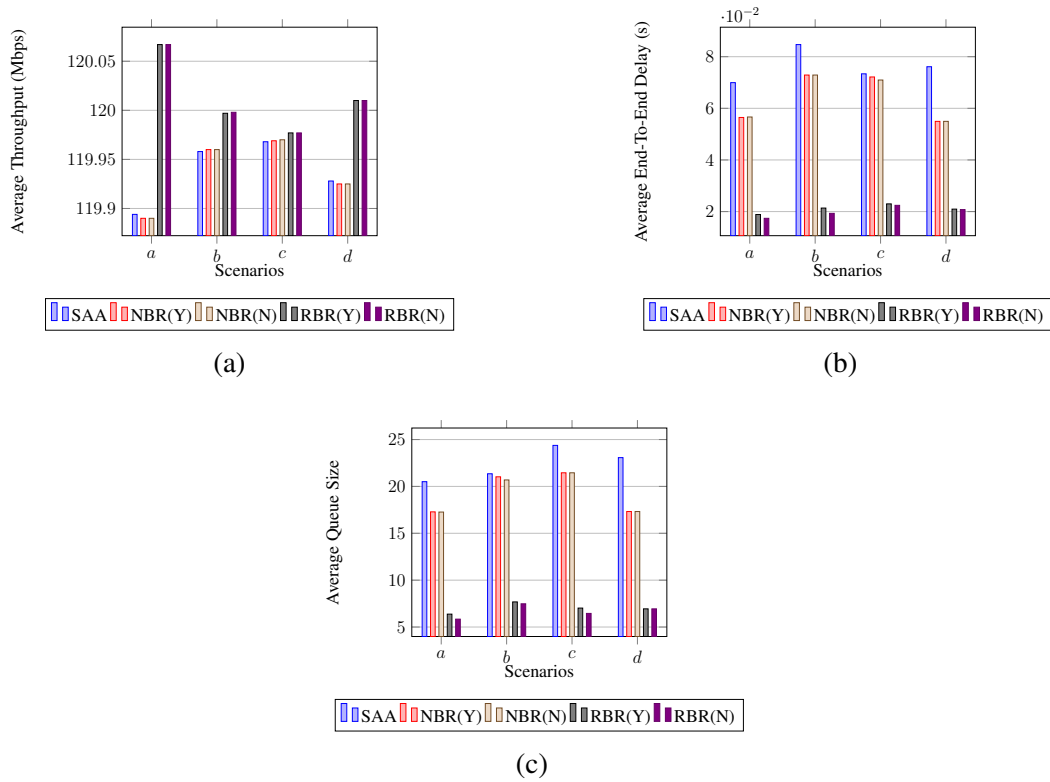 120.05
120
119.95
119.9
Average Throughput (Mbps)
a b c d
Scenarios
SAA NBR(Y) NBR(N) RBR(Y) RBR(N)
(a)
·10−2
8
6
4
2
Average End-To-End Delay (s)
a b c d
Scenarios
SAA NBR(Y) NBR(N) RBR(Y) RBR(N)
(b)
25
20
15
10
5
Average Queue Size
a b c d
Scenarios
SAA NBR(Y) NBR(N) RBR(Y) RBR(N)
(c)